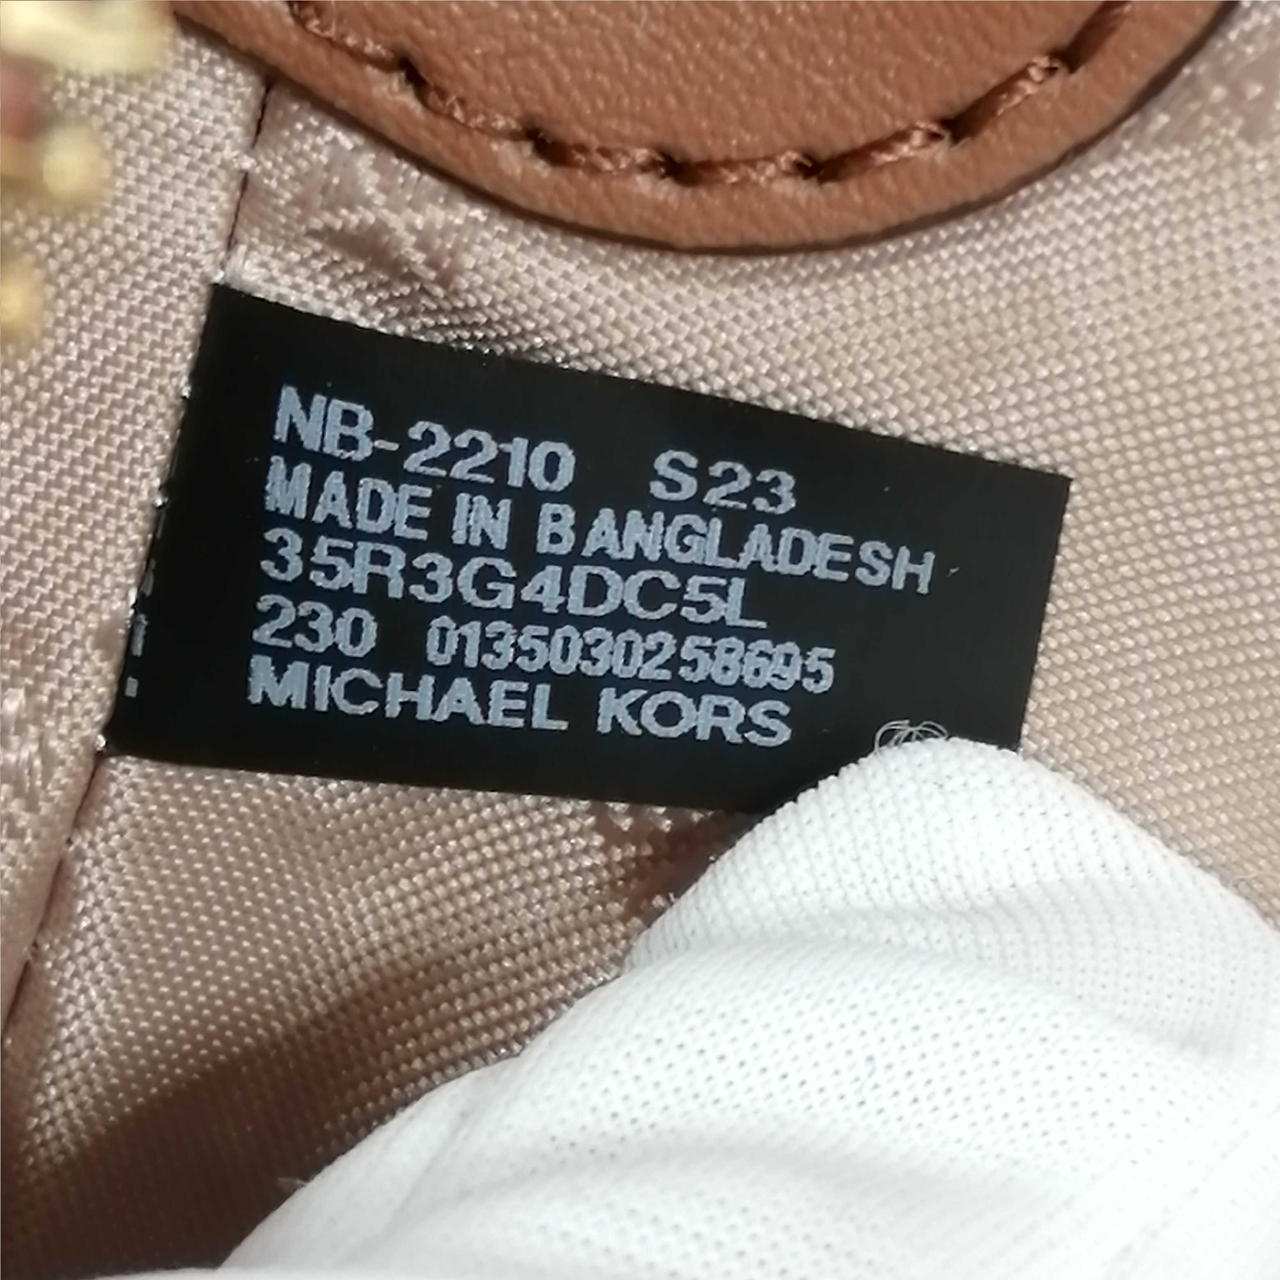 NB-2210 S23
MADE IN BANGLADESH
35R3G4DC5L
230 0135030258695
MICHAEL KORS